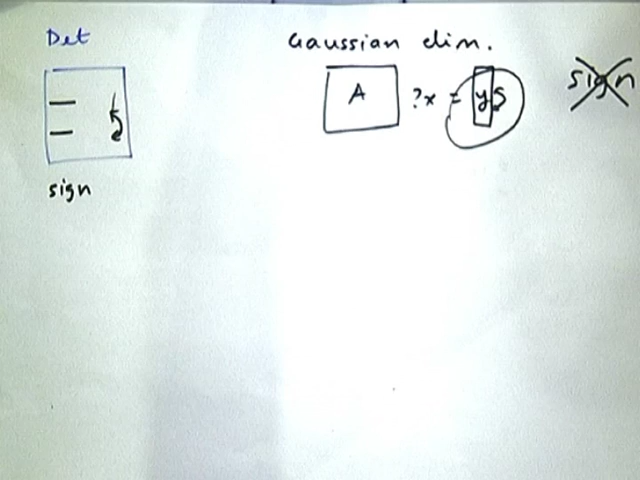 Det
Gaussian elim.
sign
A ?x = y s
sign